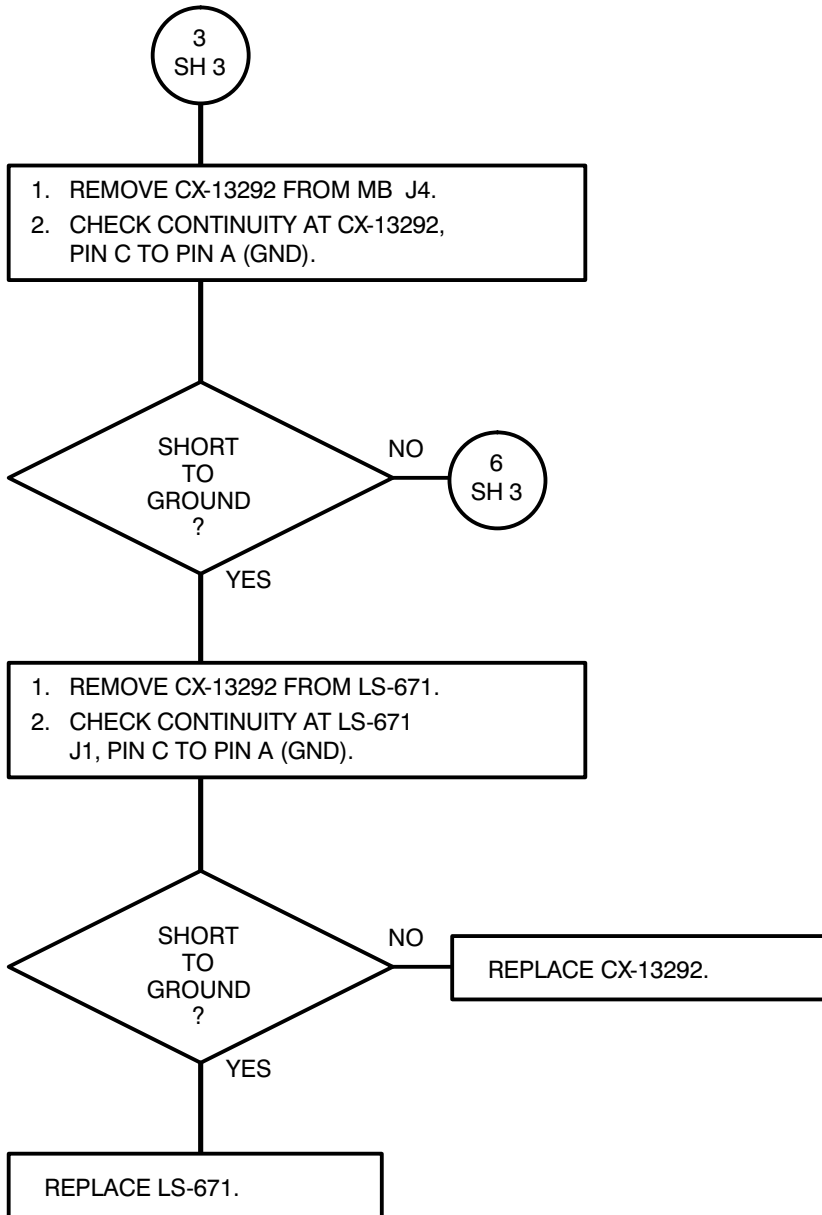 3
SH 3
1. REMOVE CX-13292 FROM MB J4.
2. CHECK CONTINUITY AT CX-13292,
PIN C TO PIN A (GND).
SHORT
TO
GROUND
?
NO
6
SH 3
YES
1. REMOVE CX-13292 FROM LS-671.
2. CHECK CONTINUITY AT LS-671
J1, PIN C TO PIN A (GND).
SHORT
TO
GROUND
?
NO
REPLACE CX-13292.
YES
REPLACE LS-671.